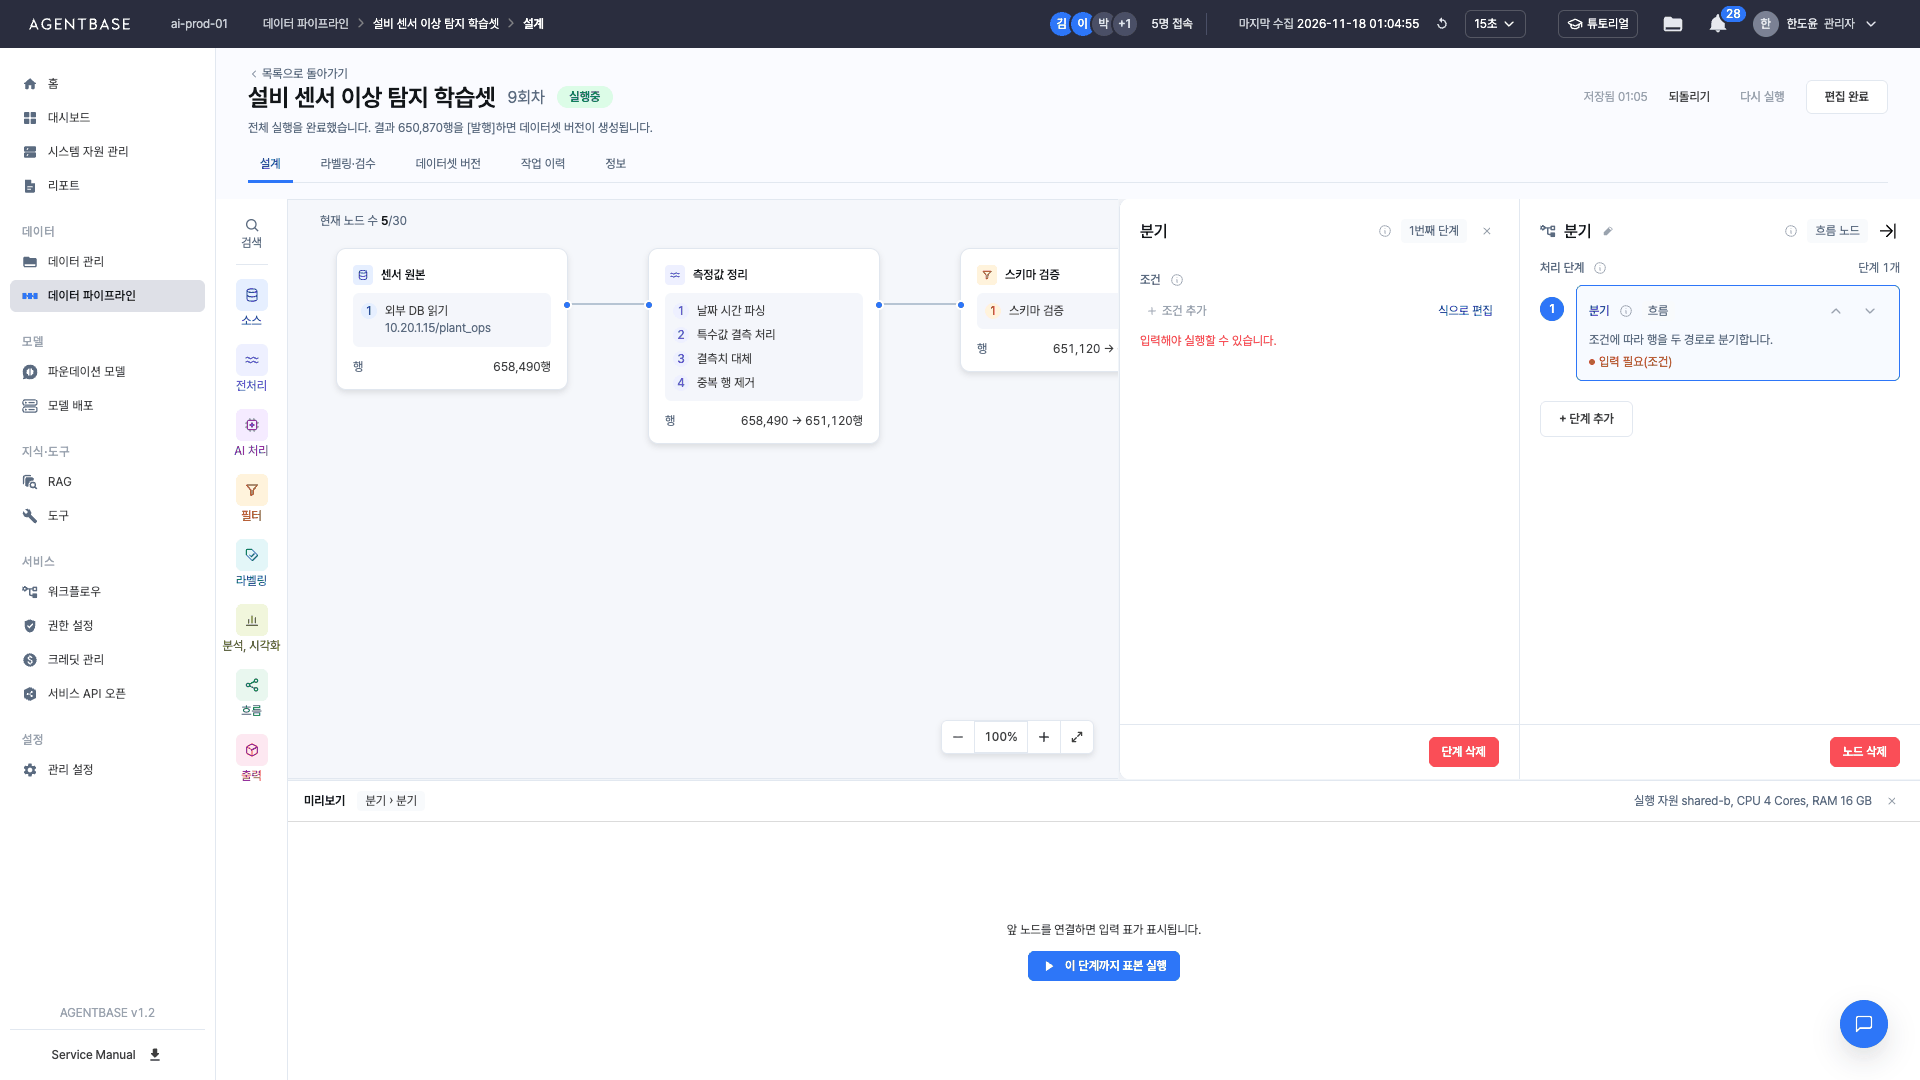 AGENTBASE
ai-prod-01
데이터 파이프라인 > 설비 센서 이상 탐지 학습셋 > 설계
김 이 박 +1 5명 접속
마지막 수집 2026-11-18 01:04:55
15초
튜토리얼
28
한 한도윤 관리자
홈
대시보드
시스템 자원 관리
리포트
데이터
데이터 관리
데이터 파이프라인
모델
파운데이션 모델
모델 배포
지식·도구
RAG
도구
서비스
워크플로우
권한 설정
크레딧 관리
서비스 API 오픈
설정
관리 설정
AGENTBASE v1.2
Service Manual
목록으로 돌아가기
설비 센서 이상 탐지 학습셋 9회차 실행중
전체 실행을 완료했습니다. 결과 650,870행을 [발행]하면 데이터셋 버전이 생성됩니다.
저장됨 01:05 되돌리기 다시 실행 편집 완료
설계 라벨링·검수 데이터셋 버전 작업 이력 정보
검색
소스
전처리
AI 처리
필터
라벨링
분석, 시각화
흐름
출력
현재 노드 수 5/30
센서 원본
1 외부 DB 읽기
10.20.1.15/plant_ops
행 658,490행
측정값 정리
1 날짜 시간 파싱
2 특수값 결측 처리
3 결측치 대체
4 중복 행 제거
행 658,490 → 651,120행
스키마 검증
1 스키마 검증
행 651,120 →
100%
분기 1번째 단계
조건
+ 조건 추가 식으로 편집
입력해야 실행할 수 있습니다.
단계 삭제
분기 흐름 노드
처리 단계 단계 1개
1 분기 흐름
조건에 따라 행을 두 경로로 분기합니다.
입력 필요(조건)
+ 단계 추가
노드 삭제
미리보기 분기 › 분기
실행 자원 shared-b, CPU 4 Cores, RAM 16 GB
앞 노드를 연결하면 입력 표가 표시됩니다.
이 단계까지 표본 실행